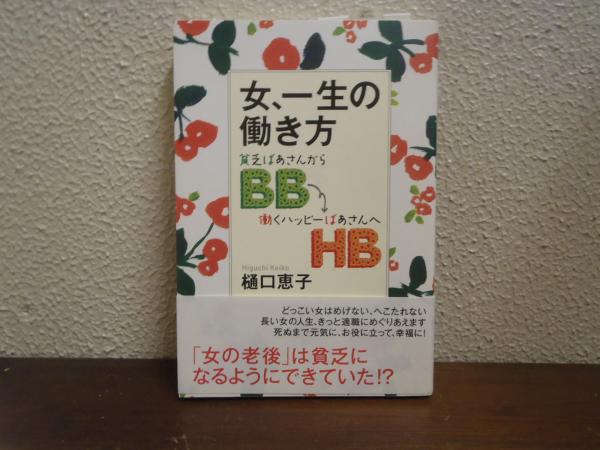 女、一生の
働き方
貧乏ばあさんから
BB
働くハッピーばあさんへ
HB
Higuchi Keiko
樋口恵子
どっこい女はめげない、へこたれない
長い女の人生、きっと適職にめぐりあえます
死ぬまで元気に、お役に立って、幸福に!
「女の老後」は貧乏に
なるようにできていた!?